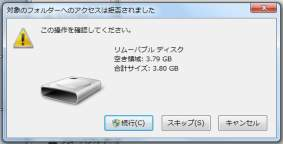 対象のフォルダーへのアクセスは拒否されました
この操作を確認してください。
リムーバブル ディスク
空き領域: 3.79 GB
合計サイズ: 3.80 GB
続行(C)
スキップ(S)
キャンセル